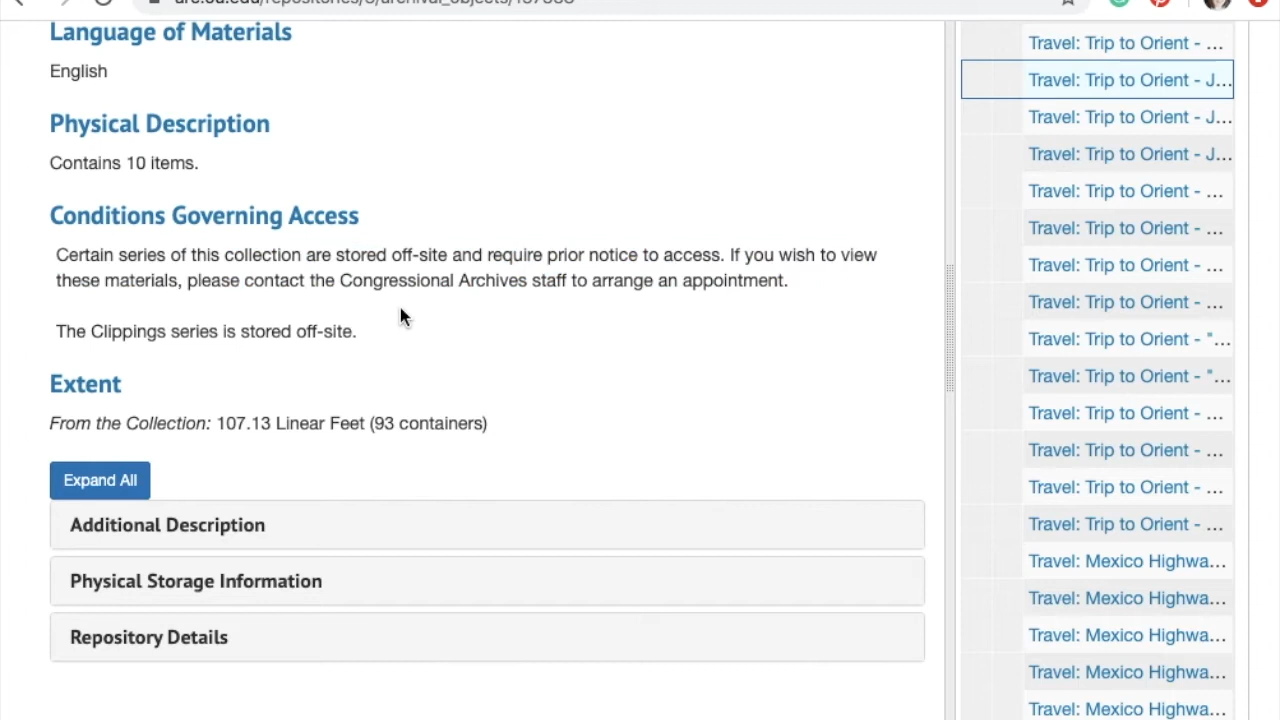 Language of Materials
English
Physical Description
Contains 10 items.
Conditions Governing Access
Certain series of this collection are stored off-site and require prior notice to access. If you wish to view
these materials, please contact the Congressional Archives staff to arrange an appointment.
The Clippings series is stored off-site.
Extent
From the Collection: 107.13 Linear Feet (93 containers)
Expand All
Additional Description
Physical Storage Information
Repository Details
Travel: Trip to Orient - ...
Travel: Trip to Orient - J...
Travel: Trip to Orient - J...
Travel: Trip to Orient - J...
Travel: Trip to Orient - ...
Travel: Trip to Orient - ...
Travel: Trip to Orient - ...
Travel: Trip to Orient - ...
Travel: Trip to Orient - "...
Travel: Trip to Orient - "...
Travel: Trip to Orient - ...
Travel: Trip to Orient - ...
Travel: Trip to Orient - ...
Travel: Trip to Orient - ...
Travel: Mexico Highwa...
Travel: Mexico Highwa...
Travel: Mexico Highwa...
Travel: Mexico Highwa...
Travel: Mexico Highwa...